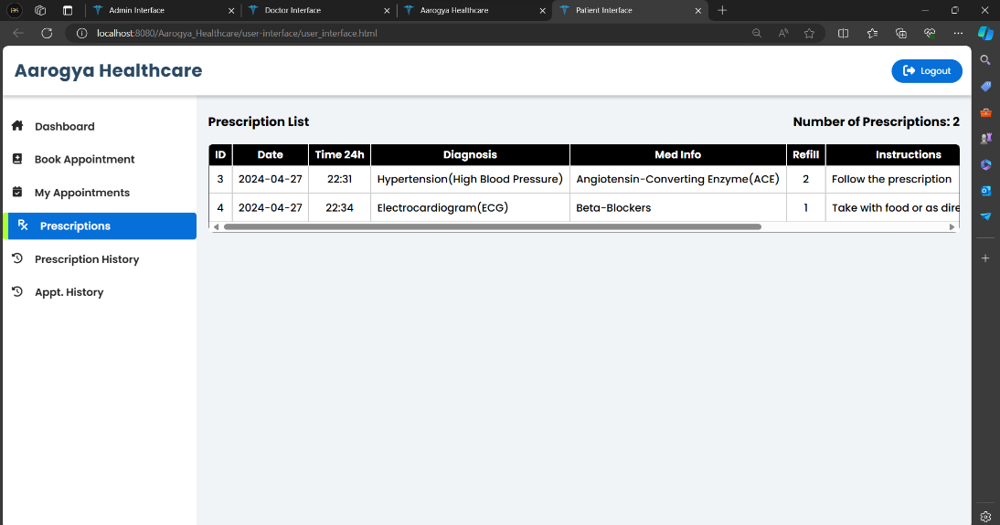 Admin Interface
Doctor Interface
Aarogya Healthcare
Patient Interface
localhost:8080/Aarogya_Healthcare/user-interface/user_interface.html
Aarogya Healthcare
Logout
Dashboard
Book Appointment
My Appointments
Prescriptions
Prescription History
Appt. History
Prescription List
Number of Prescriptions: 2
ID Date Time 24h Diagnosis Med Info Refill Instructions
3 2024-04-27 22:31 Hypertension(High Blood Pressure) Angiotensin-Converting Enzyme(ACE) 2 Follow the prescription
4 2024-04-27 22:34 Electrocardiogram(ECG) Beta-Blockers 1 Take with food or as dire